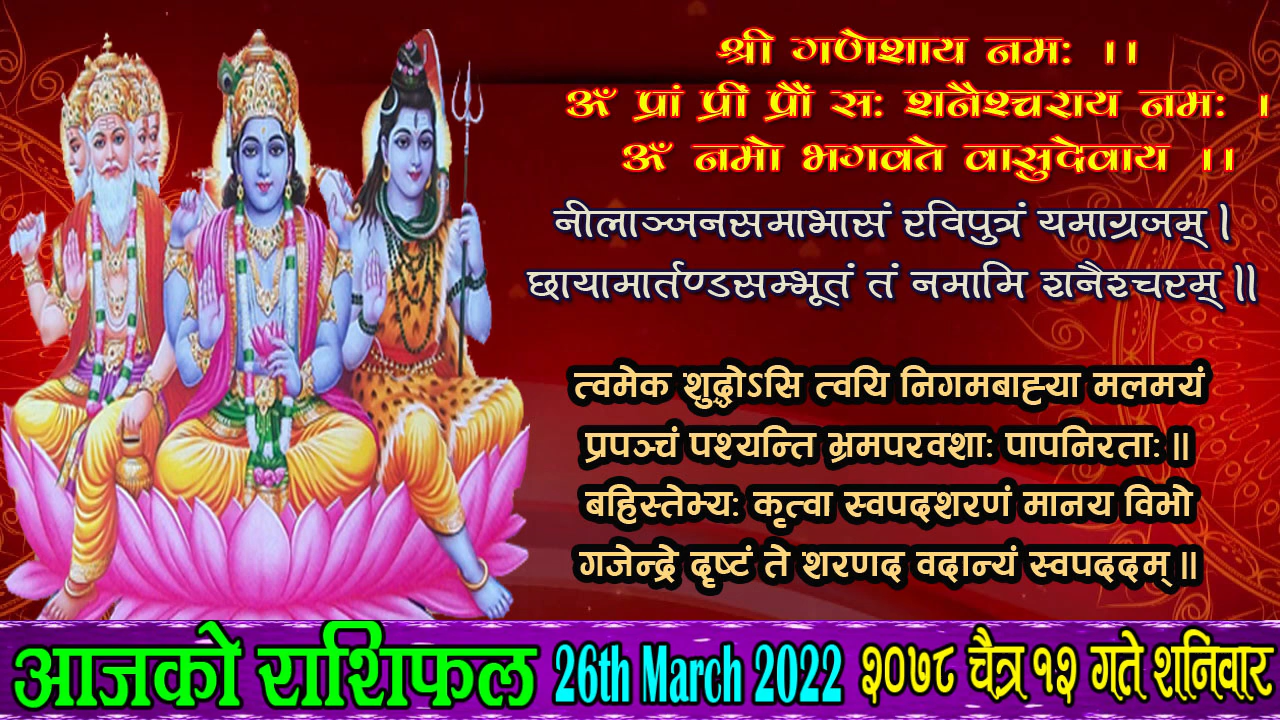 श्री गणेशाय नमः ।।
ॐ प्रां प्रीं प्रौं सः शनैश्चराय नमः ।
ॐ नमो भगवते वासुदेवाय ।।
नीलाञ्जनसमाभासं रविपुत्रं यमाग्रजम् |
छायामार्तण्डसम्भूतं तं नमामि शनैश्चरम् ||
त्वमेक शुद्धोऽसि त्वयि निगमबाह्या मलमयं
प्रपञ्चं पश्यन्ति भ्रमपरवशाः पापनिरताः ॥
बहिस्तेभ्यः कृत्वा स्वपदशरणं मानय विभो
गजेन्द्रे दृष्टं ते शरणद वदान्यं स्वपददम् ॥
आजको राशिफल 26th March 2022 २०७८ चैत्र १२ गते शनिवार